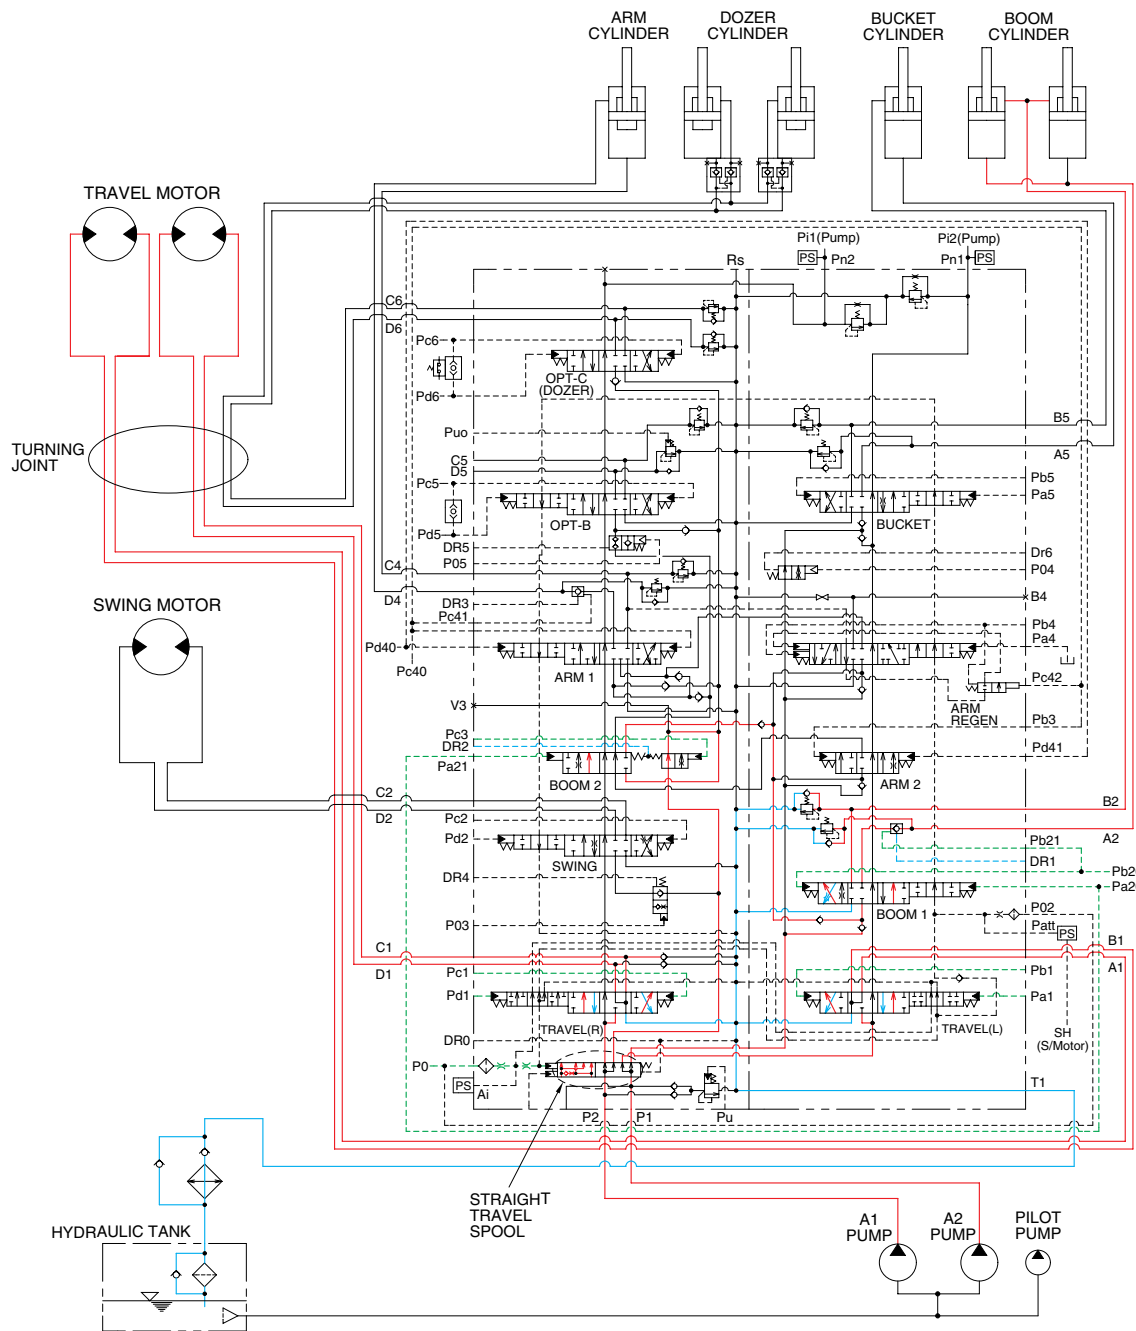 ARM
CYLINDER
DOZER
CYLINDER
BUCKET
CYLINDER
BOOM
CYLINDER
TRAVEL MOTOR
Pi1(Pump)
Pi2(Pump)
PS
Pn2
Pn1
PS
Rs
C6
D6
Pc6
Pd6
OPT-C
(DOZER)
TURNING
JOINT
Puo
C5
D5
Pc5
Pd5
OPT-B
DR5
P05
B5
A5
Pb5
Pa5
BUCKET
Dr6
P04
C4
D4
DR3
Pc41
Pd40
Pc40
ARM 1
B4
Pb4
Pa4
Pc42
ARM
REGEN
SWING MOTOR
V3
Pc3
DR2
Pa21
BOOM 2
Pb3
Pd41
ARM 2
C2
D2
Pc2
Pd2
SWING
DR4
P03
B2
A2
Pb21
DR1
Pb20
Pa20
BOOM 1
P02
Patt
PS
C1
D1
Pc1
Pd1
TRAVEL(R)
B1
A1
Pb1
Pa1
TRAVEL(L)
SH
(S/Motor)
DR0
P0
PS
Ai
P2
P1
Pu
T1
STRAIGHT
TRAVEL
SPOOL
HYDRAULIC TANK
A1
PUMP
A2
PUMP
PILOT
PUMP